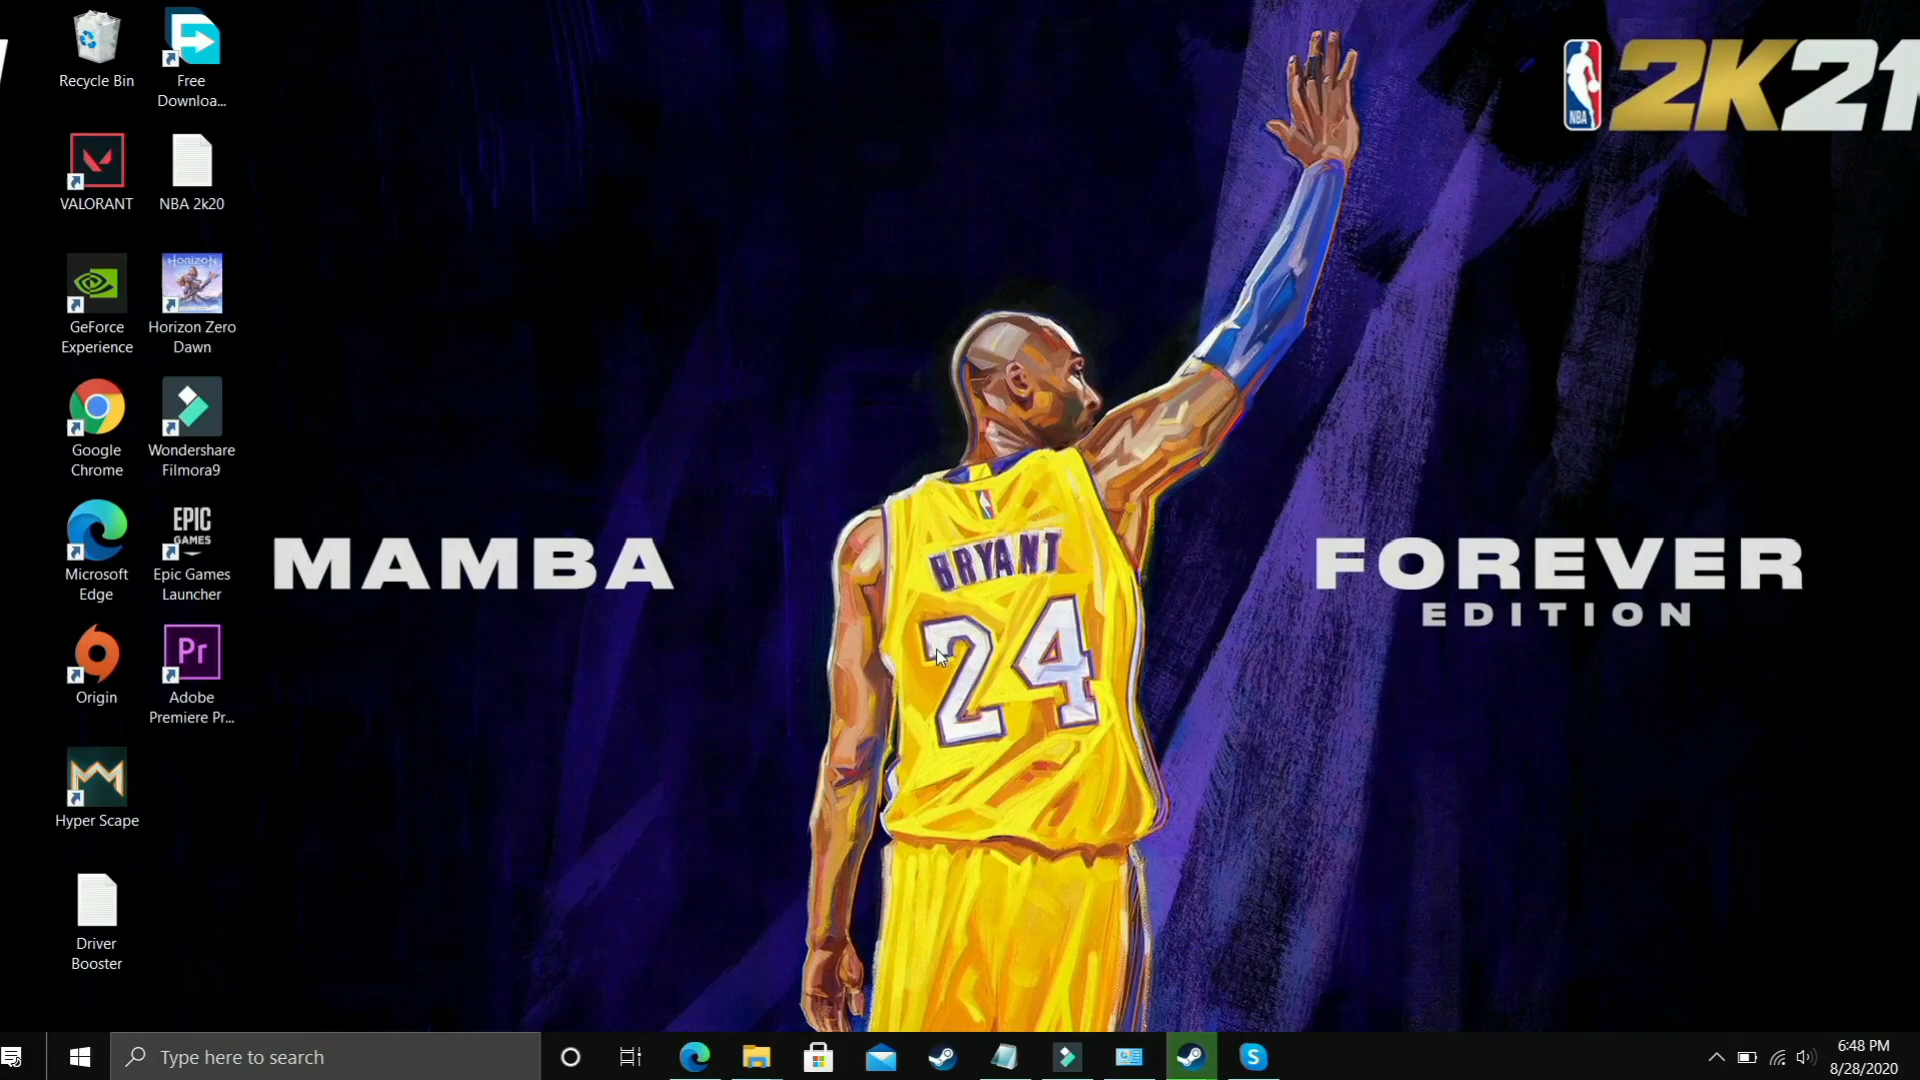 Recycle Bin
Free
Downloa...
VALORANT
NBA 2k20
GeForce
Experience
Horizon Zero
Dawn
HORIZON
Google
Chrome
Wondershare
Filmora9
Microsoft
Edge
EPIC
GAMES
Epic Games
Launcher
Origin
Pr
Adobe
Premiere Pr...
Hyper Scape
Driver
Booster
NBA
2K21
MAMBA
FOREVER
EDITION
BRYANT
24
Type here to search
S
6:48 PM
8/28/2020